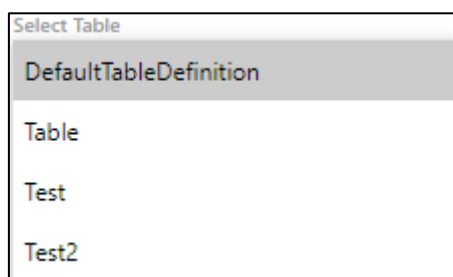 Select Table
DefaultTableDefinition
Table
Test
Test2